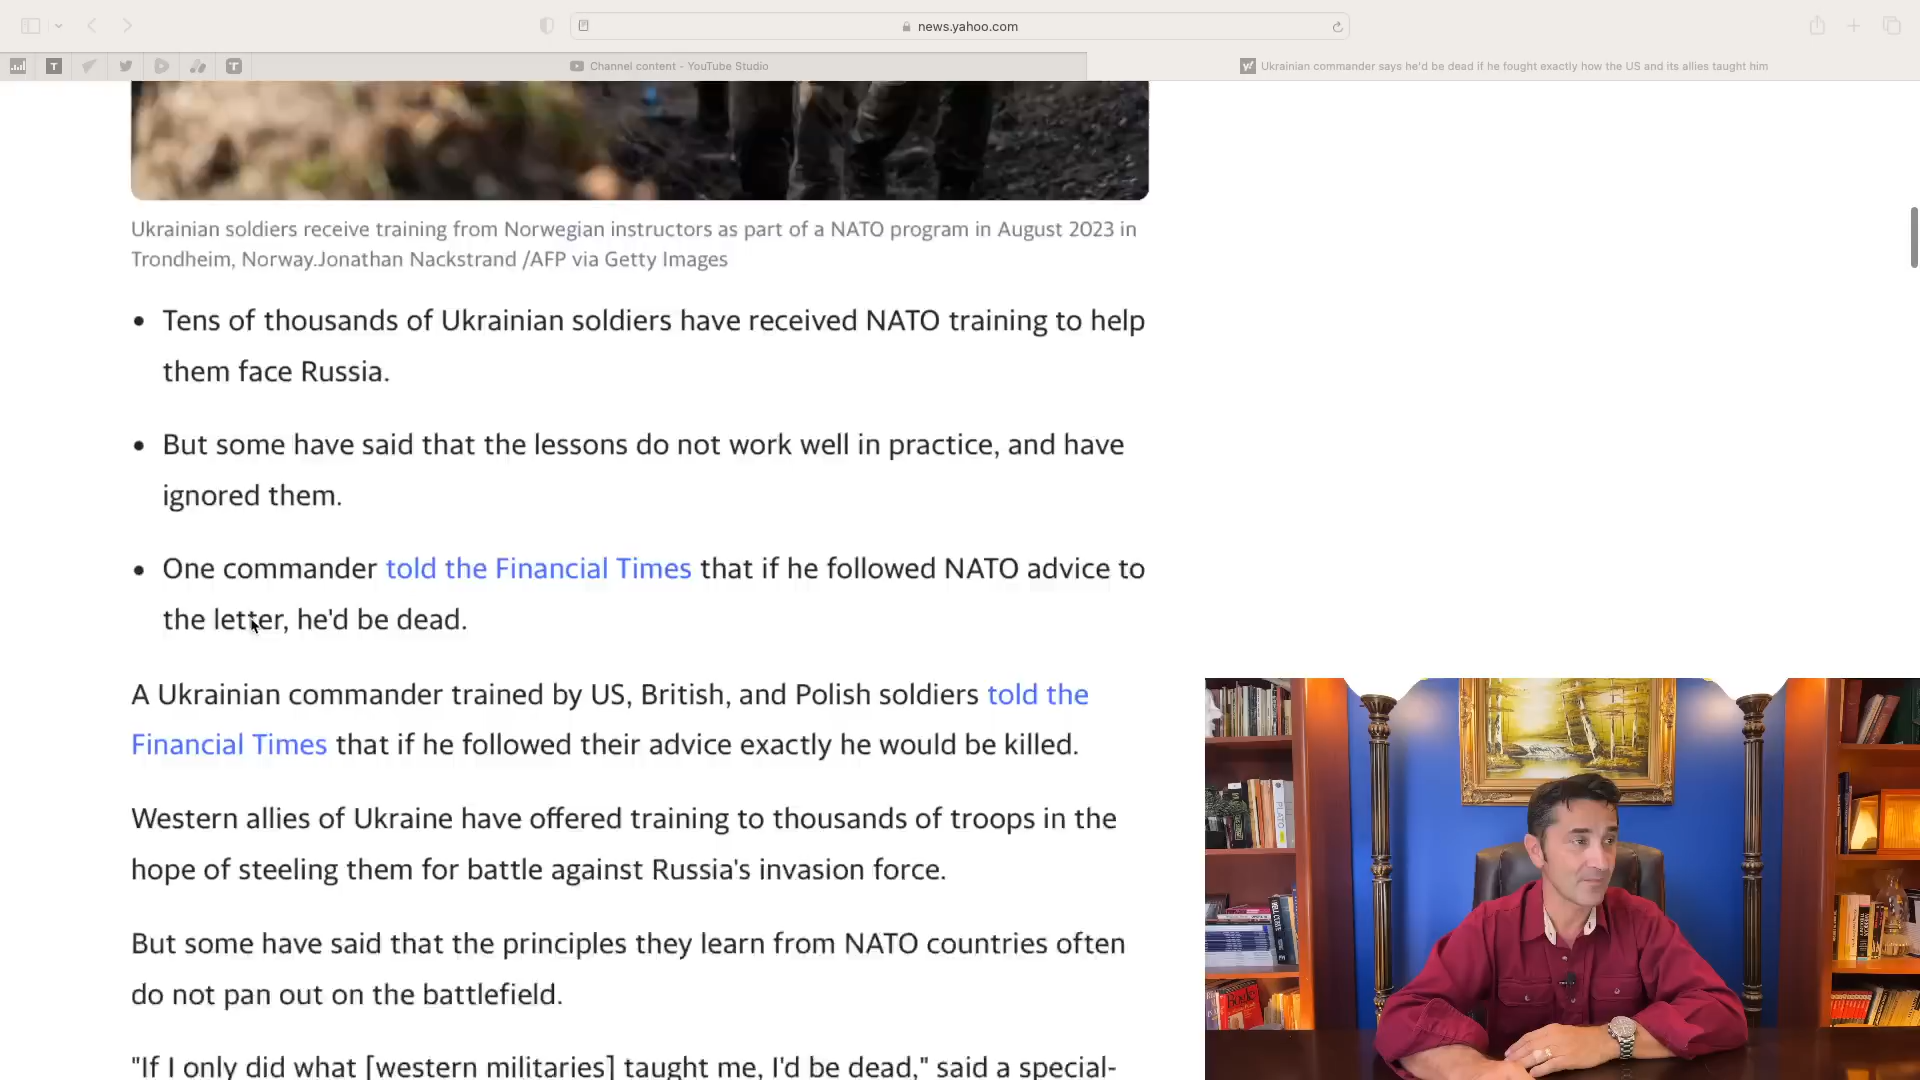 news.yahoo.com
Channel content - YouTube Studio
Ukrainian commander says he'd be dead if he fought exactly how the US and its allies taught him
Ukrainian soldiers receive training from Norwegian instructors as part of a NATO program in August 2023 in
Trondheim, Norway.Jonathan Nackstrand /AFP via Getty Images
• Tens of thousands of Ukrainian soldiers have received NATO training to help
them face Russia.
• But some have said that the lessons do not work well in practice, and have
ignored them.
• One commander told the Financial Times that if he followed NATO advice to
the letter, he'd be dead.
A Ukrainian commander trained by US, British, and Polish soldiers told the
Financial Times that if he followed their advice exactly he would be killed.
Western allies of Ukraine have offered training to thousands of troops in the
hope of steeling them for battle against Russia's invasion force.
But some have said that the principles they learn from NATO countries often
do not pan out on the battlefield.
"If I only did what [western militaries] taught me, I'd be dead," said a special-
PLATO